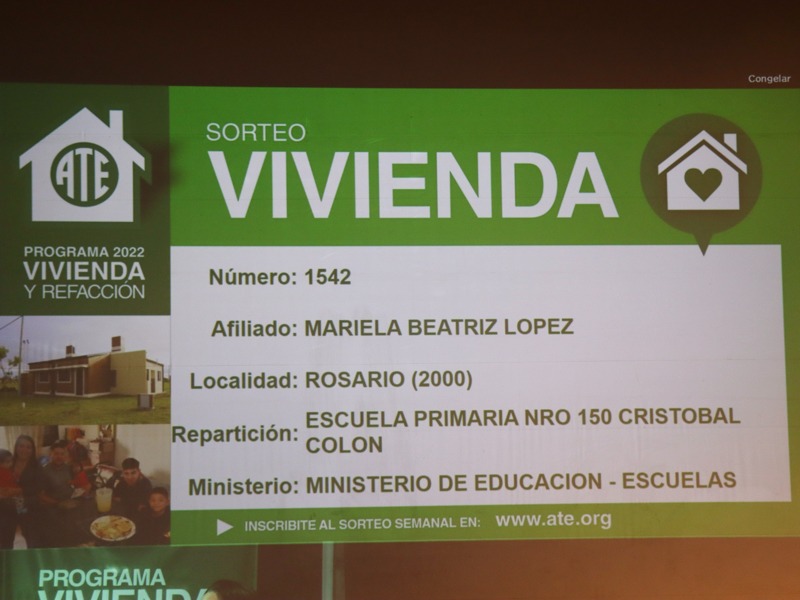 Congelar
ATE
PROGRAMA 2022
VIVIENDA
Y REFACCIÓN
SORTEO
VIVIENDA
Número: 1542
Afiliado: MARIELA BEATRIZ LOPEZ
Localidad: ROSARIO (2000)
Repartición: ESCUELA PRIMARIA NRO 150 CRISTOBAL
COLON
Ministerio: MINISTERIO DE EDUCACION - ESCUELAS
INSCRIBITE AL SORTEO SEMANAL EN: www.ate.org
PROGRAMA
VIVIENDA